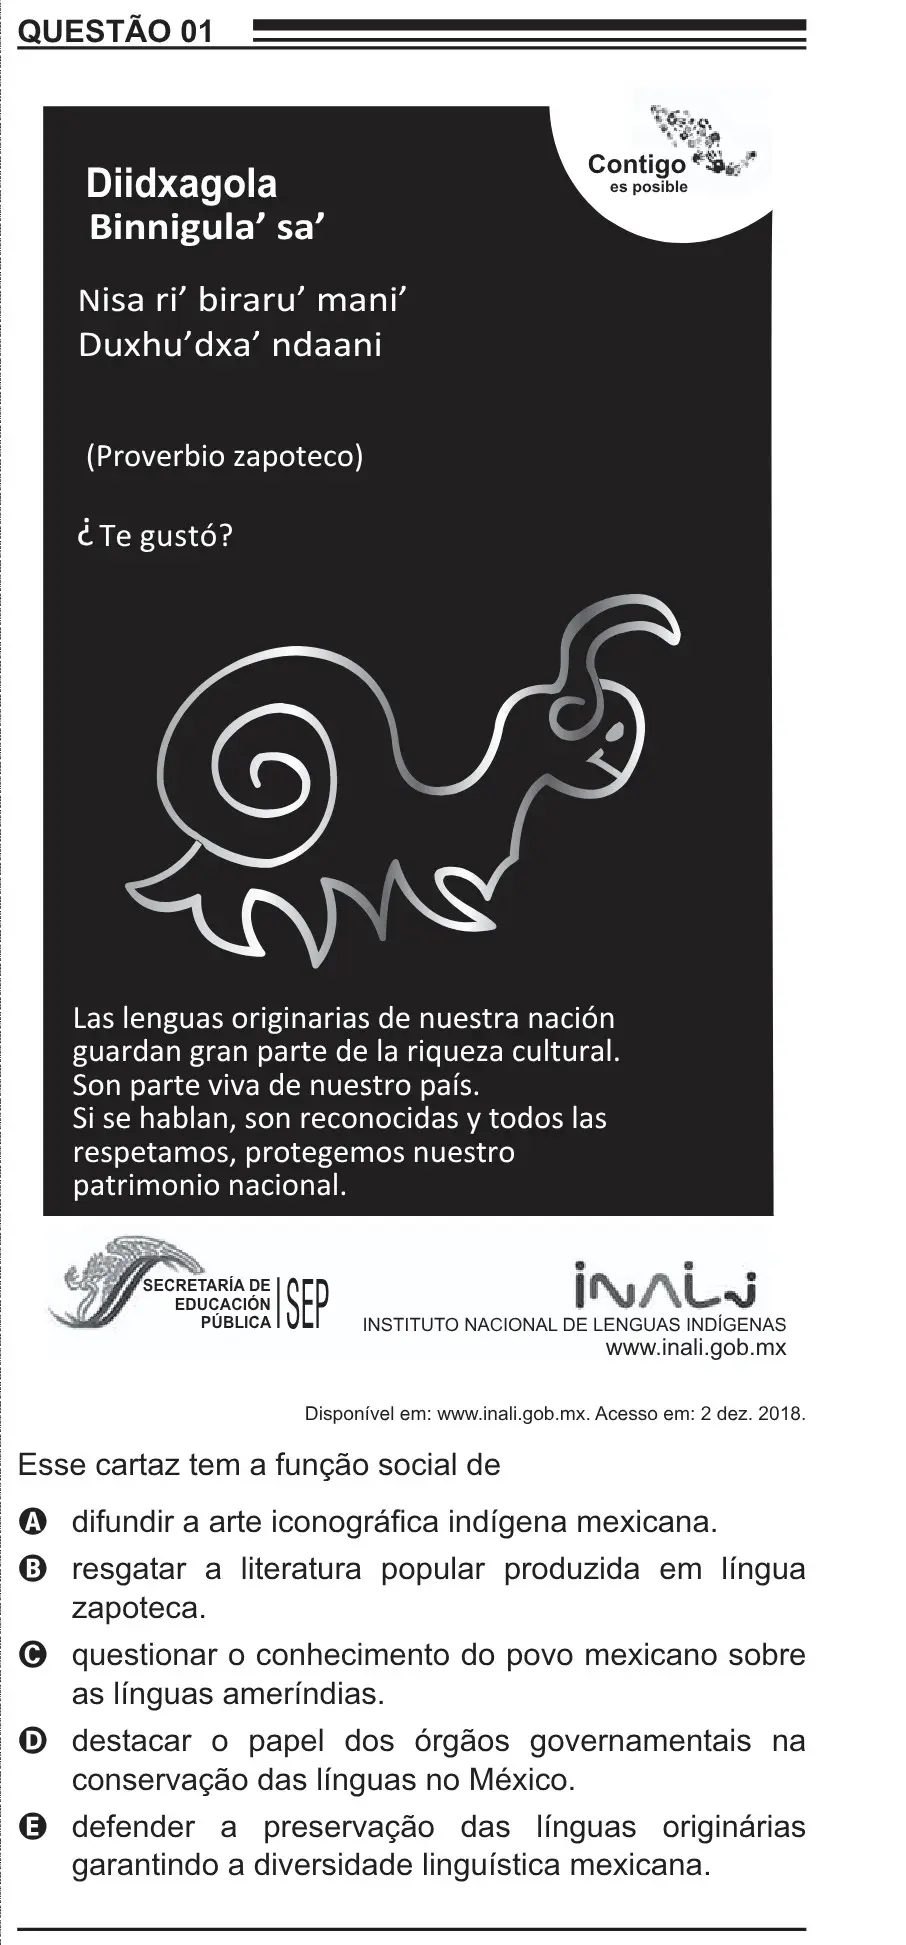 QUESTÃO 01
Contigo
es posible
Diidxagola
Binnigula’ sa’
Nisa ri’ biraru’ mani’
Duxhu’dxa’ ndaani
(Proverbio zapoteco)
¿Te gustó?
Las lenguas originarias de nuestra nación
guardan gran parte de la riqueza cultural.
Son parte viva de nuestro país.
Si se hablan, son reconocidas y todos las
respetamos, protegemos nuestro
patrimonio nacional.
SECRETARÍA DE
EDUCACIÓN
PÚBLICA
SEP
iNALi
INSTITUTO NACIONAL DE LENGUAS INDÍGENAS
www.inali.gob.mx
Disponível em: www.inali.gob.mx. Acesso em: 2 dez. 2018.
Esse cartaz tem a função social de
A difundir a arte iconográfica indígena mexicana.
B resgatar a literatura popular produzida em língua
zapoteca.
C questionar o conhecimento do povo mexicano sobre
as línguas ameríndias.
D destacar o papel dos órgãos governamentais na
conservação das línguas no México.
E defender a preservação das línguas originárias
garantindo a diversidade linguística mexicana.